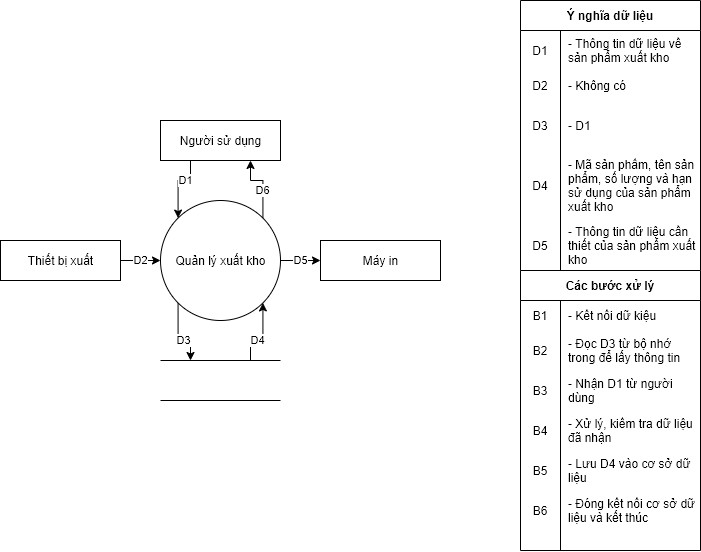 Người sử dụng
D1
D6
Thiết bị xuất
D2
Quản lý xuất kho
D5
Máy in
D3
D4
Ý nghĩa dữ liệu
D1
- Thông tin dữ liệu về
sản phẩm xuất kho
D2
- Không có
D3
- D1
D4
- Mã sản phẩm, tên sản
phẩm, số lượng và hạn
sử dụng của sản phẩm
xuất kho
D5
- Thông tin dữ liệu cần
thiết của sản phẩm xuất
kho
Các bước xử lý
B1
- Kết nối dữ kiệu
B2
- Đọc D3 từ bộ nhớ
trong để lấy thông tin
B3
- Nhận D1 từ người
dùng
B4
- Xử lý, kiểm tra dữ liệu
đã nhận
B5
- Lưu D4 vào cơ sở dữ
liệu
B6
- Đóng kết nối cơ sở dữ
liệu và kết thúc